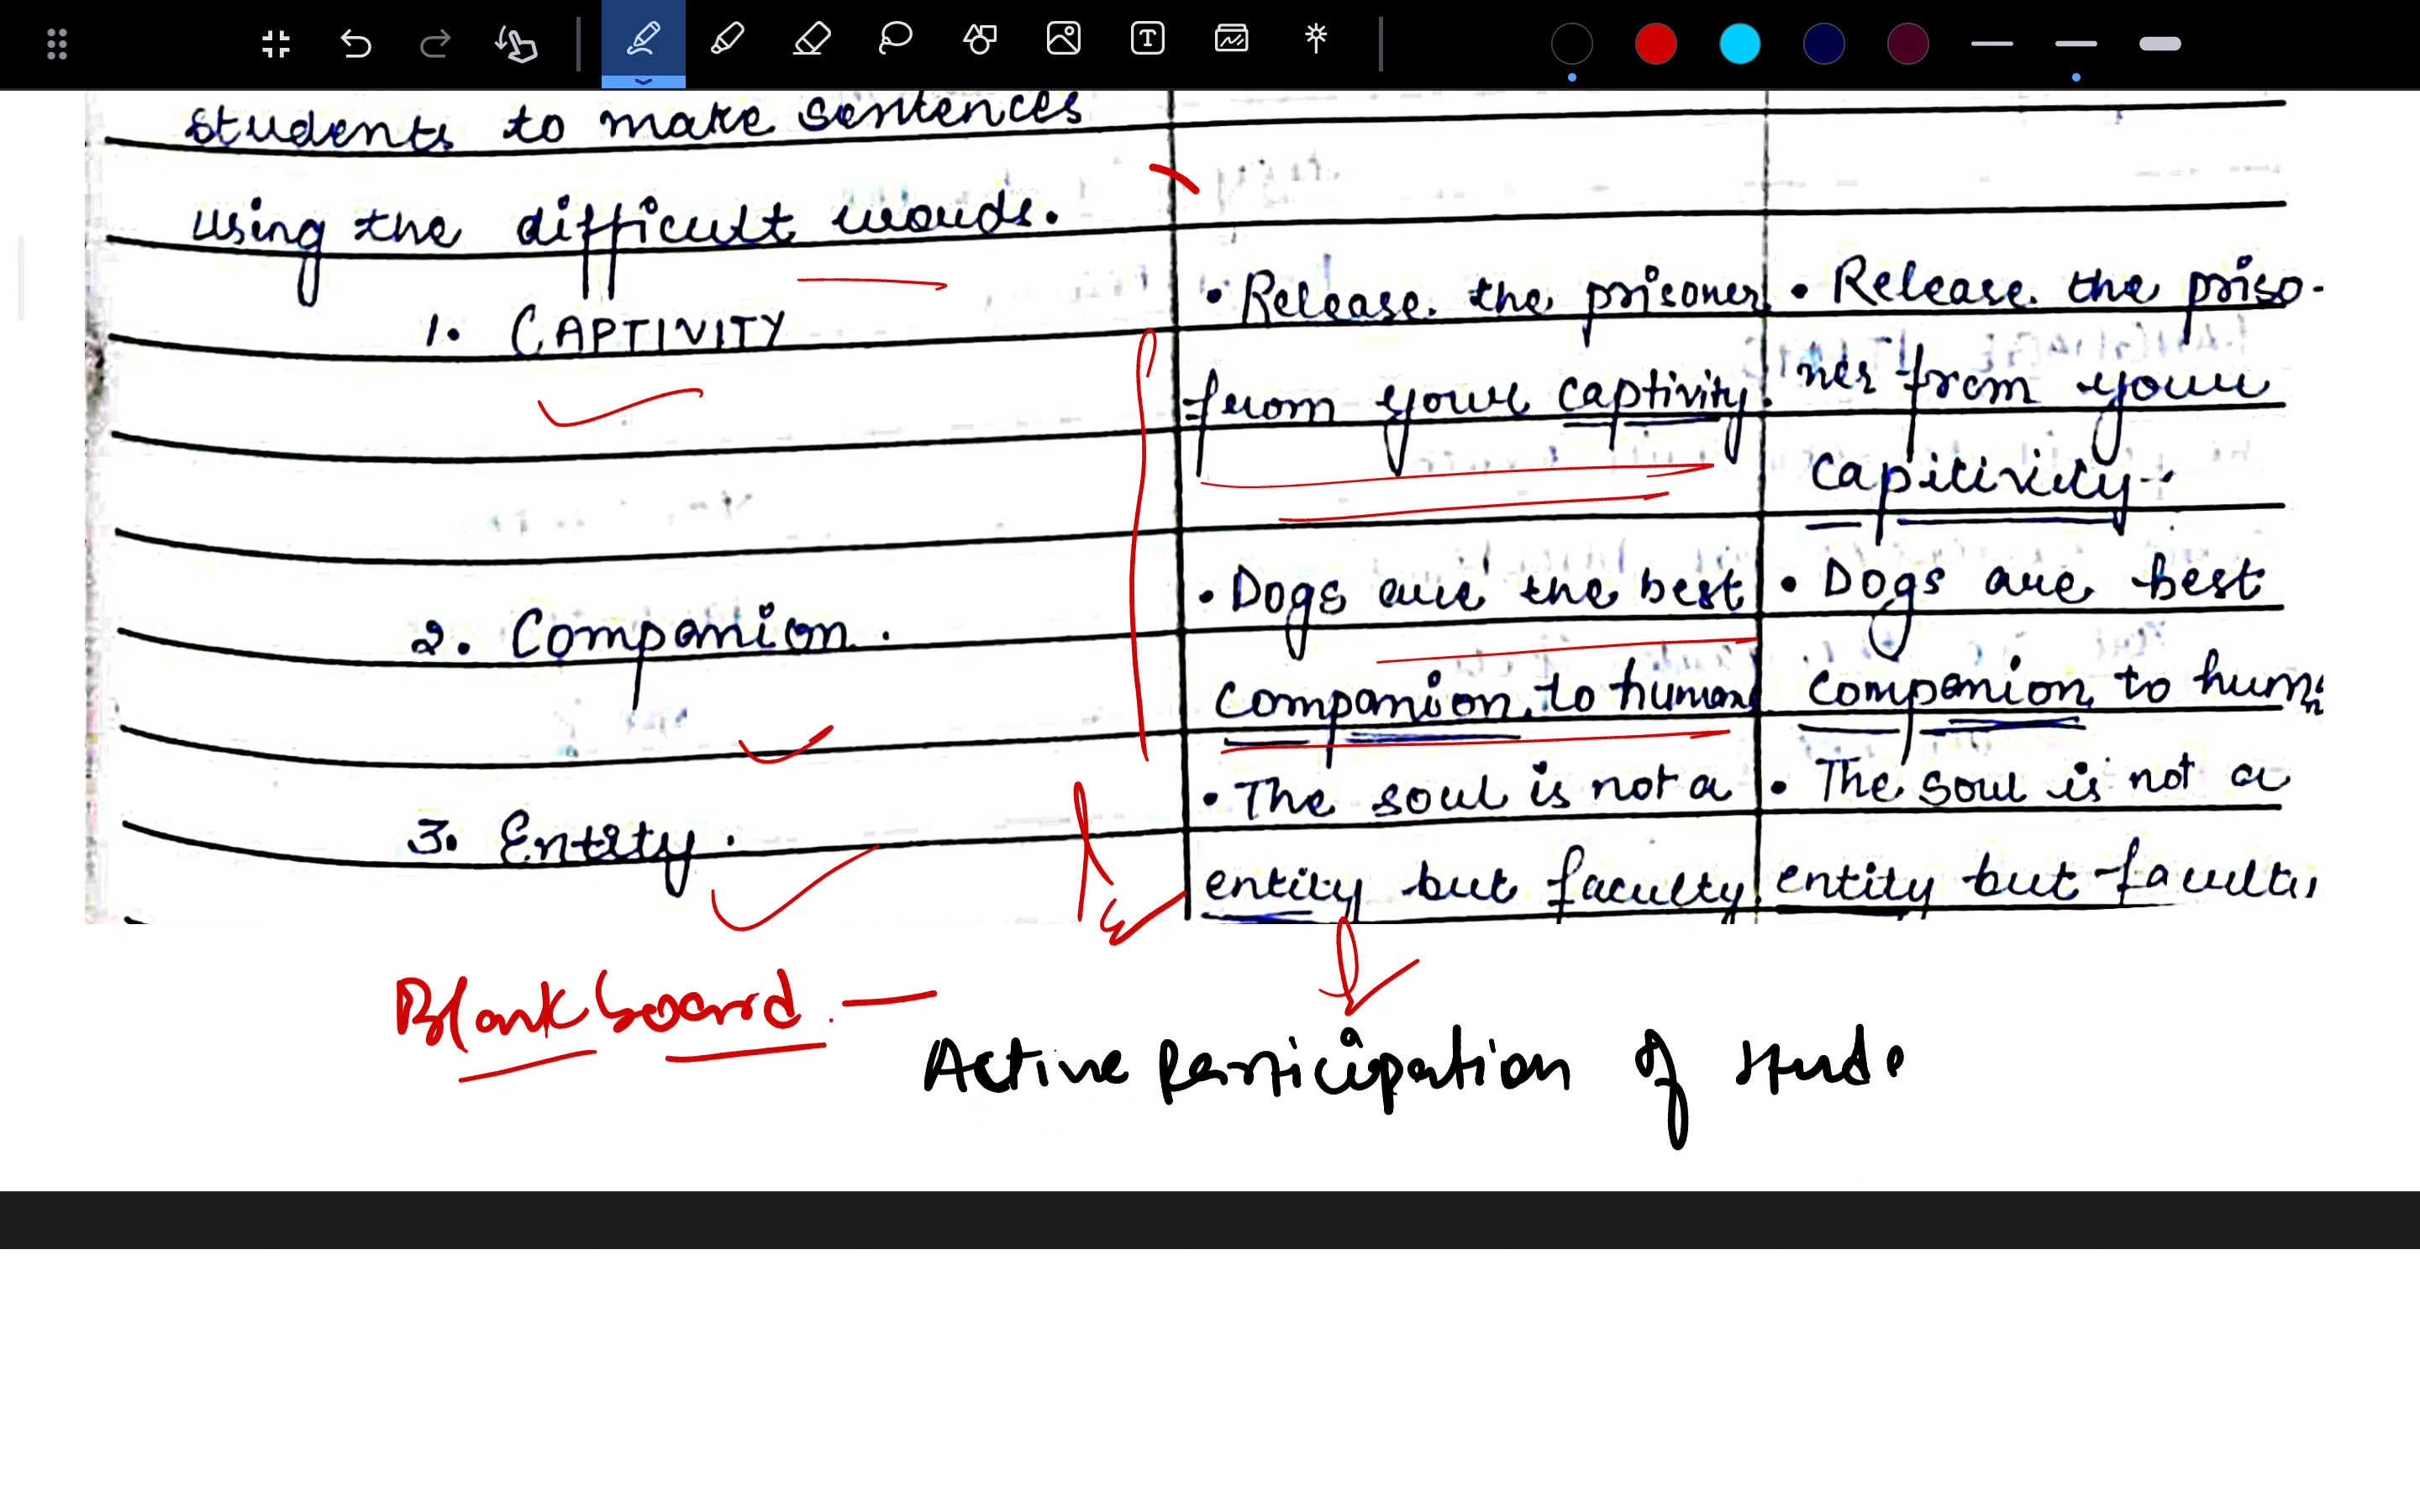 students to make sentences
using the difficult words.
1. CAPTIVITY
2. Companion.
3. Entity.
• Release the prisoner
from your captivity.
• Dogs are the best
companion to human
• The soul is not a
entity but faculty
• Release the priso-
ner from your
capitivity.
• Dogs are best
companion to human
• The soul is not a
entity but faculty
Blankboard. —
Active Participation of stude